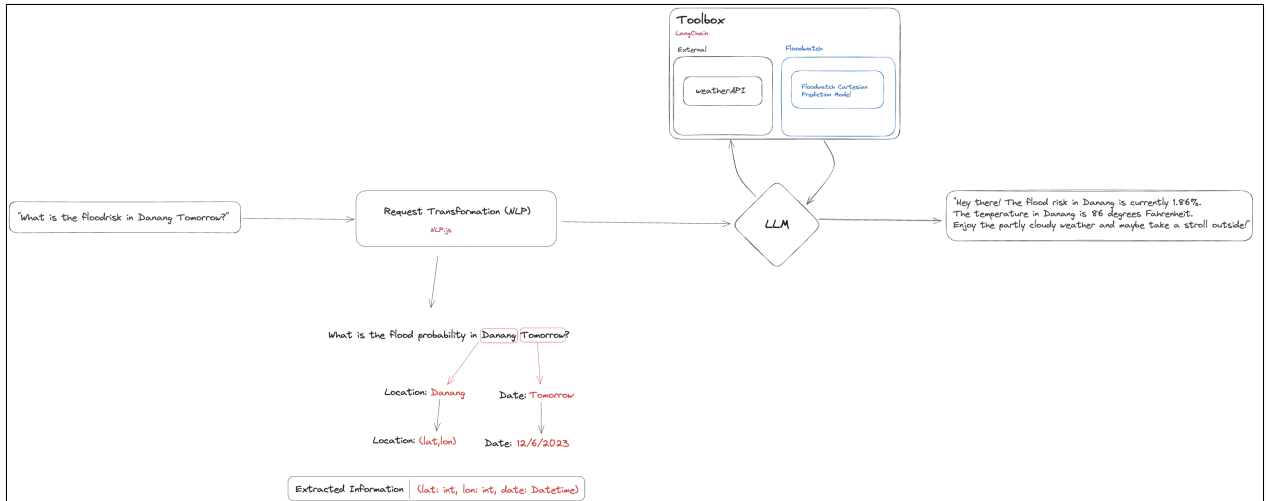 Toolbox
LangChain
External
Floodwatch
weatherAPI
Floodwatch Cartesian
Prediction Model
"What is the floodrisk in Danang Tomorrow?"
Request Transformation (NLP)
NLP.js
LLM
"Hey there! The flood risk in Danang is currently 1.86%.
The temperature in Danang is 86 degrees Fahrenheit.
Enjoy the partly cloudy weather and maybe take a stroll outside!"
What is the flood probability in Danang Tomorrow?
Location: Danang
Date: Tomorrow
Location: (lat,lon)
Date: 12/6/2023
Extracted Information (lat: int, lon: int, date: Datetime)